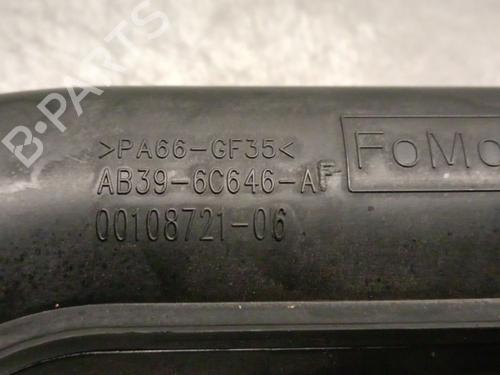 B-PARTS
>PA66-GF35<
AB39-6C646-AF
00108721-06
FoMo